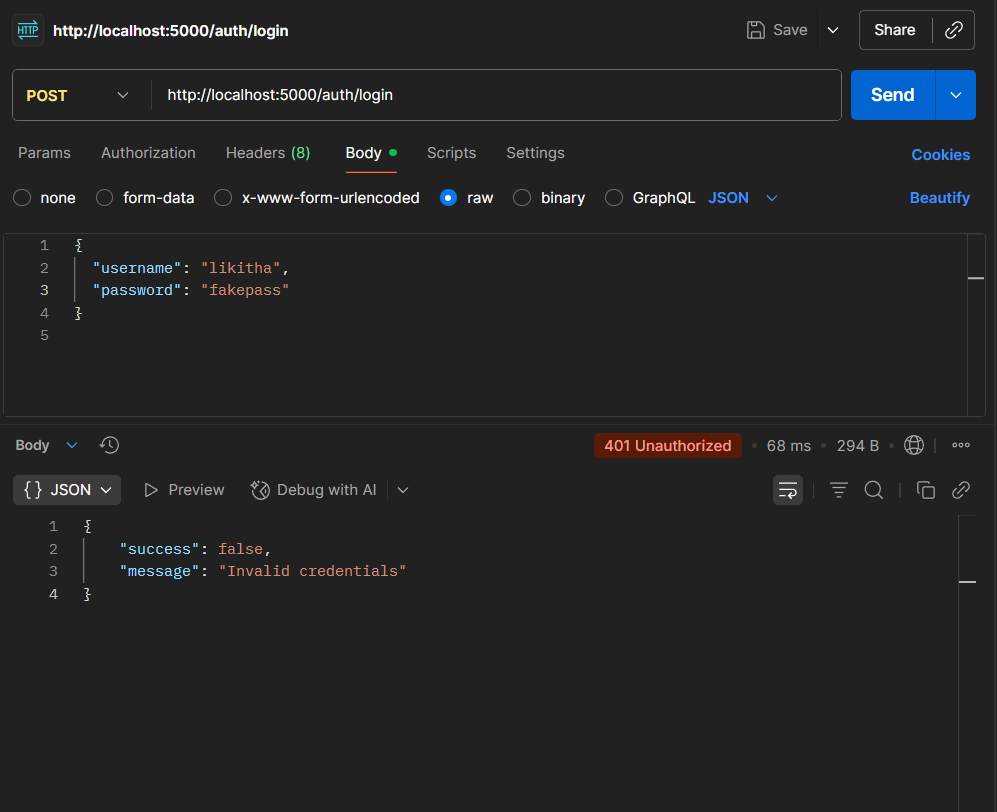 HTTP http://localhost:5000/auth/login Save Share
POST http://localhost:5000/auth/login Send
Params Authorization Headers (8) Body Scripts Settings Cookies
none form-data x-www-form-urlencoded raw binary GraphQL JSON Beautify
1 {
2 "username": "likitha",
3 "password": "fakepass"
4 }
5
Body 401 Unauthorized • 68 ms • 294 B •
{} JSON Preview Debug with AI
1 {
2 "success": false,
3 "message": "Invalid credentials"
4 }